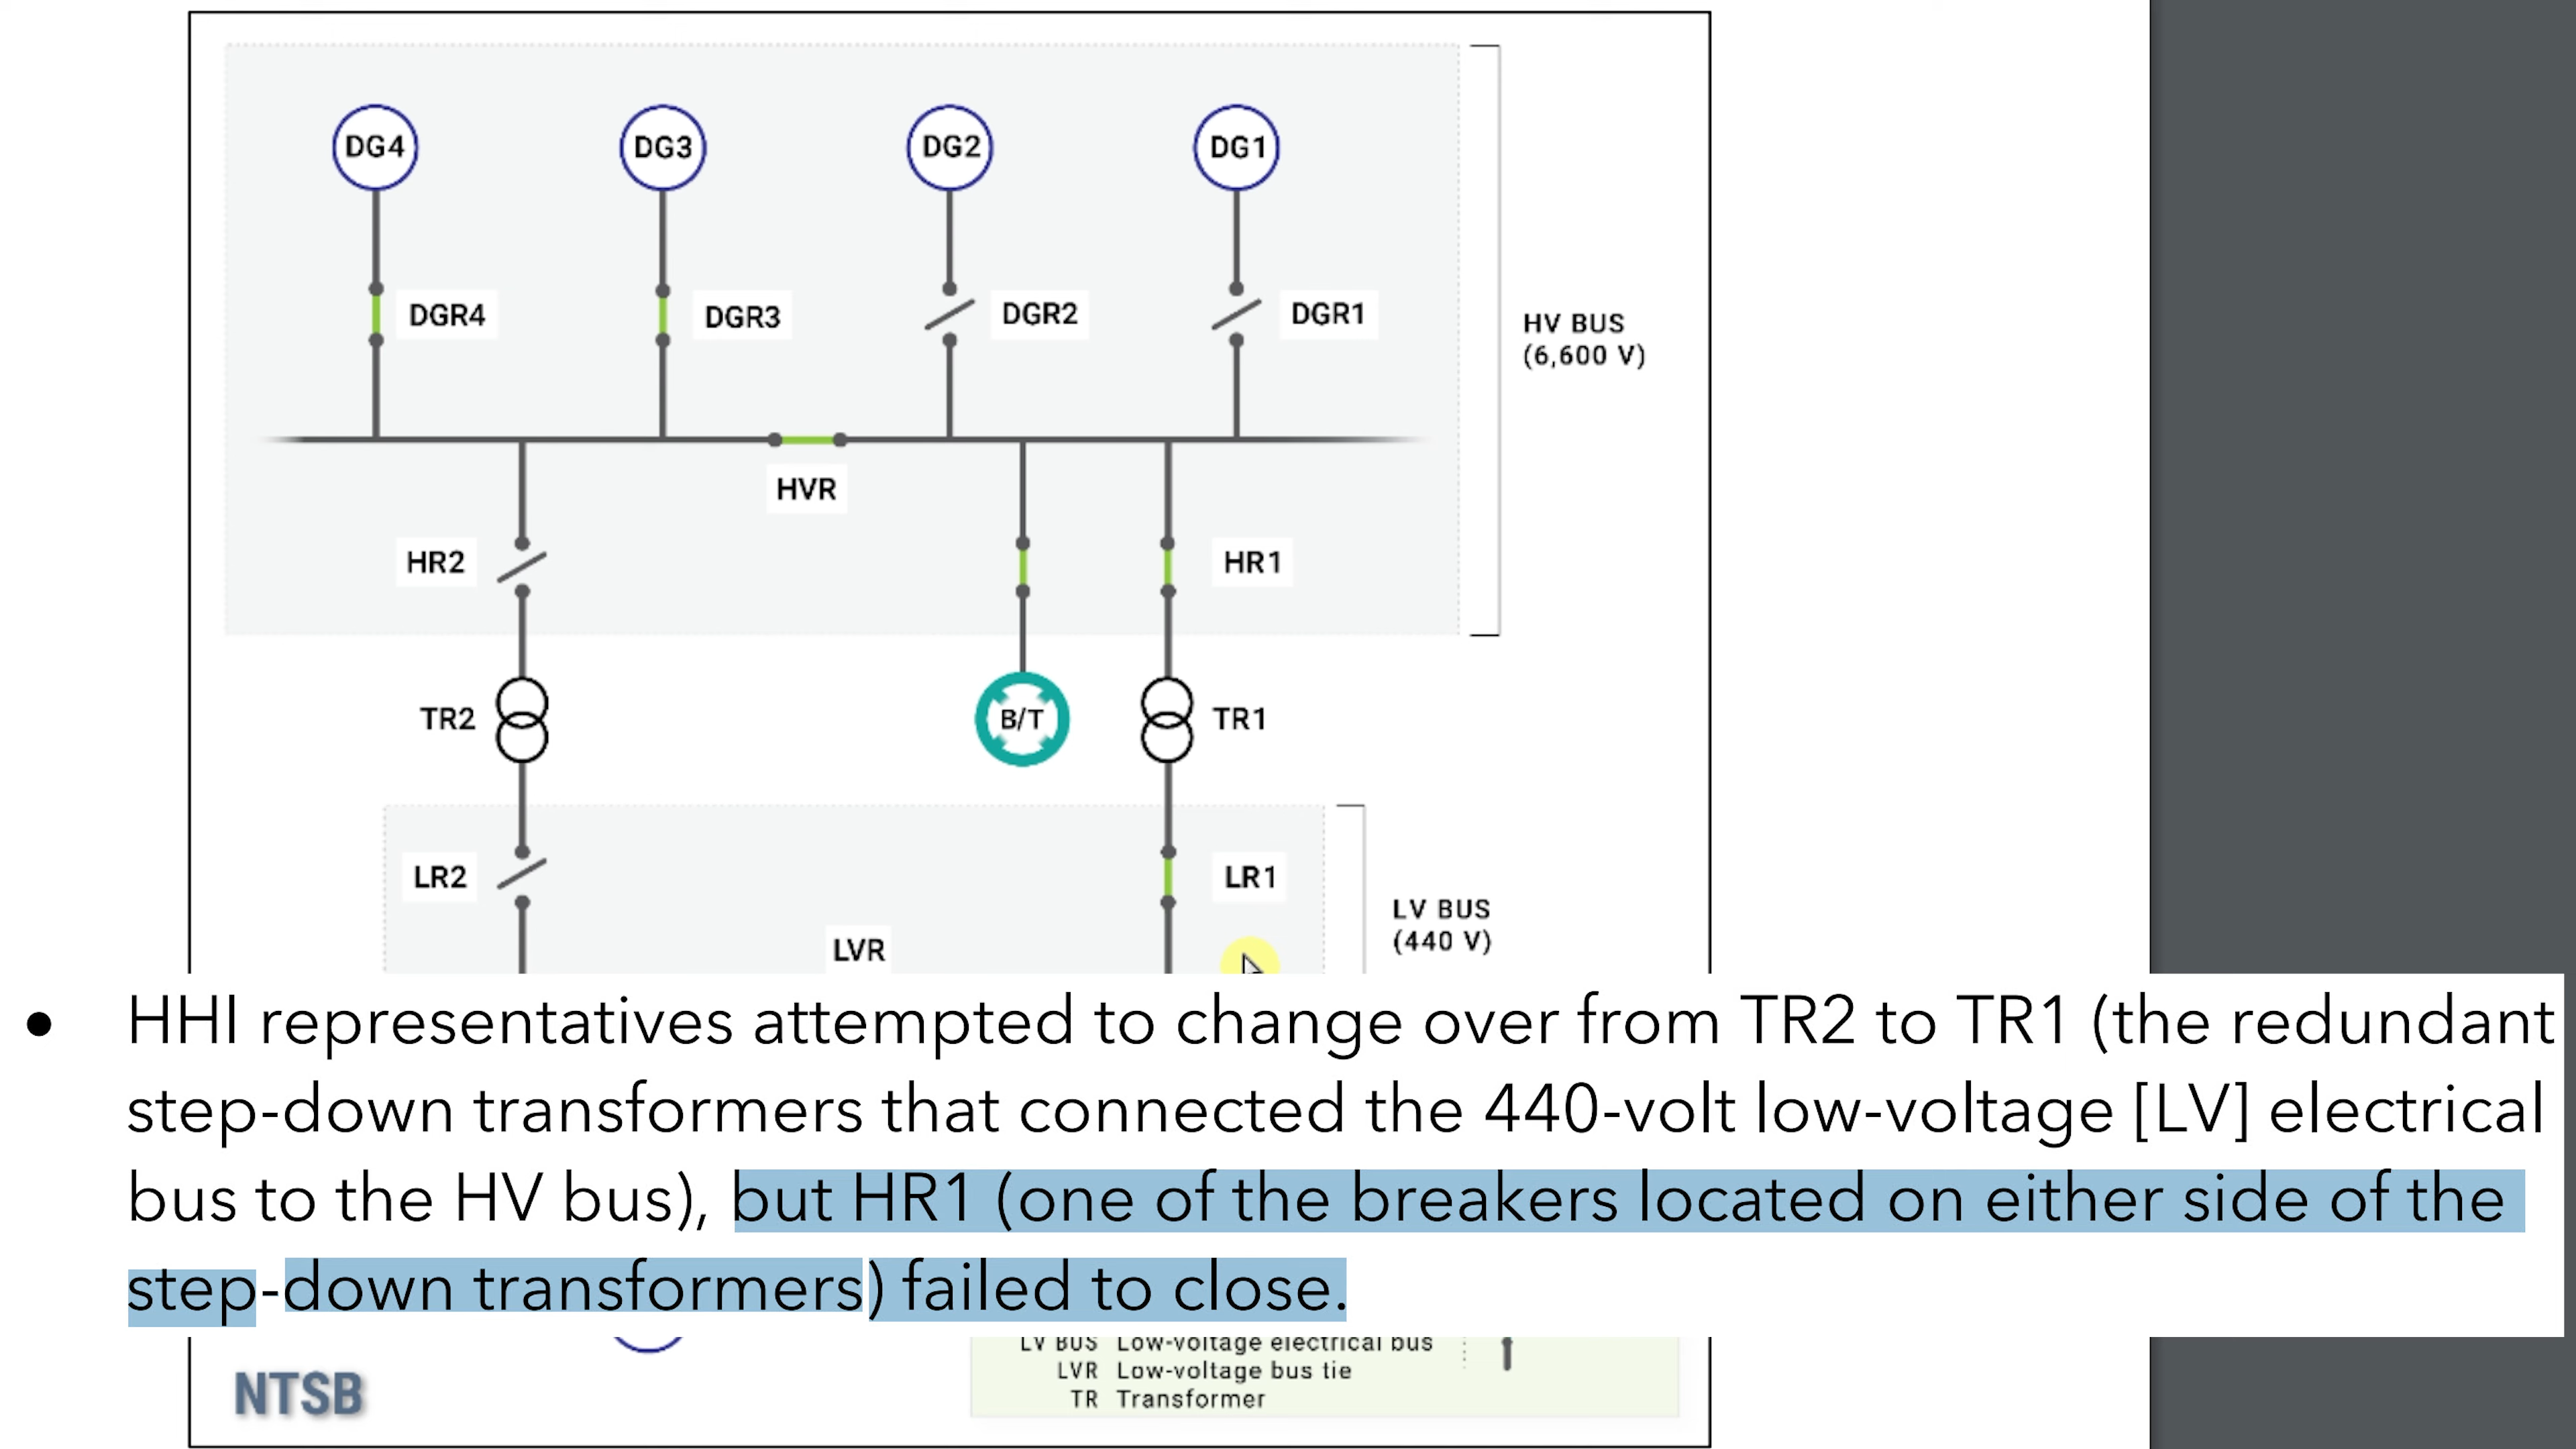 DG4 DG3 DG2 DG1
DGR4 DGR3 DGR2 DGR1
HV BUS
(6,600 V)
HVR
HR2 HR1
TR2 B/T TR1
LR2 LR1
LVR
LV BUS
(440 V)
• HHI representatives attempted to change over from TR2 to TR1 (the redundant
step-down transformers that connected the 440-volt low-voltage [LV] electrical
bus to the HV bus), but HR1 (one of the breakers located on either side of the
step-down transformers) failed to close.
LV BUS Low-voltage electrical bus
LVR Low-voltage bus tie
TR Transformer
NTSB